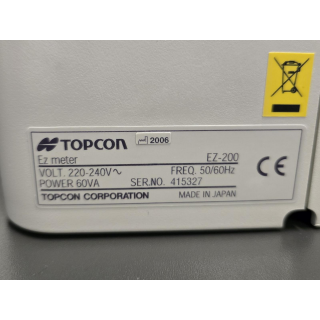 TOPCON 2006
Ez meter EZ-200
VOLT. 220-240V～ FREQ. 50/60Hz
POWER 60VA SER.NO. 415327
TOPCON CORPORATION MADE IN JAPAN
CE